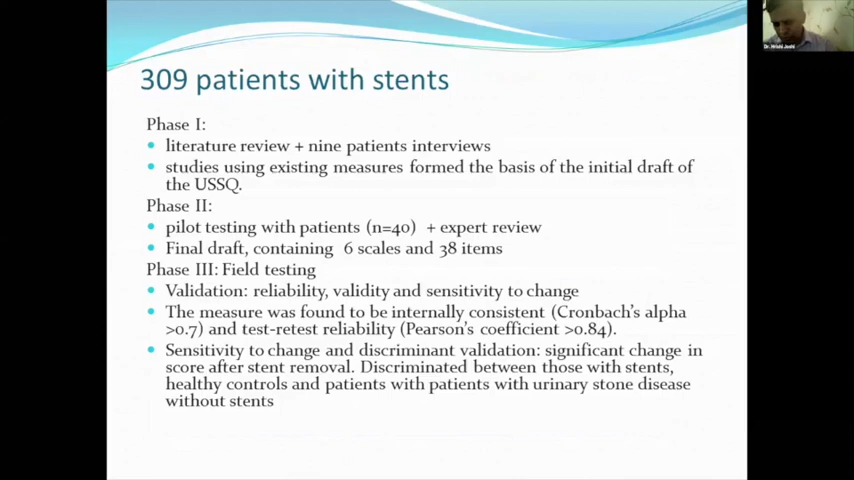 309 patients with stents
Phase I:
literature review + nine patients interviews
studies using existing measures formed the basis of the initial draft of
the USSQ.
Phase II:
pilot testing with patients (n=40) + expert review
Final draft, containing 6 scales and 38 items
Phase III: Field testing
Validation: reliability, validity and sensitivity to change
The measure was found to be internally consistent (Cronbach's alpha
>0.7) and test-retest reliability (Pearson's coefficient >0.84).
Sensitivity to change and discriminant validation: significant change in
score after stent removal. Discriminated between those with stents,
healthy controls and patients with patients with urinary stone disease
without stents
Dr. Hrishi Joshi